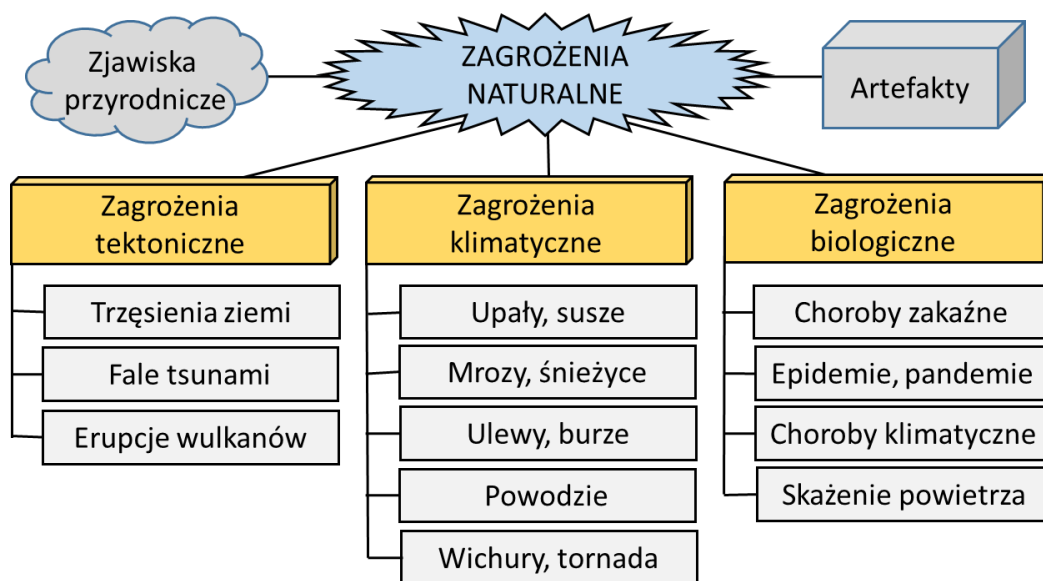 Zjawiska
przyrodnicze
ZAGROŻENIA
NATURALNE
Artefakty
Zagrożenia
tektoniczne
Trzęsienia ziemi
Fale tsunami
Erupcje wulkanów
Zagrożenia
klimatyczne
Upały, susze
Mrozy, śnieżyce
Ulewy, burze
Powodzie
Wichury, tornada
Zagrożenia
biologiczne
Choroby zakaźne
Epidemie, pandemie
Choroby klimatyczne
Skażenie powietrza